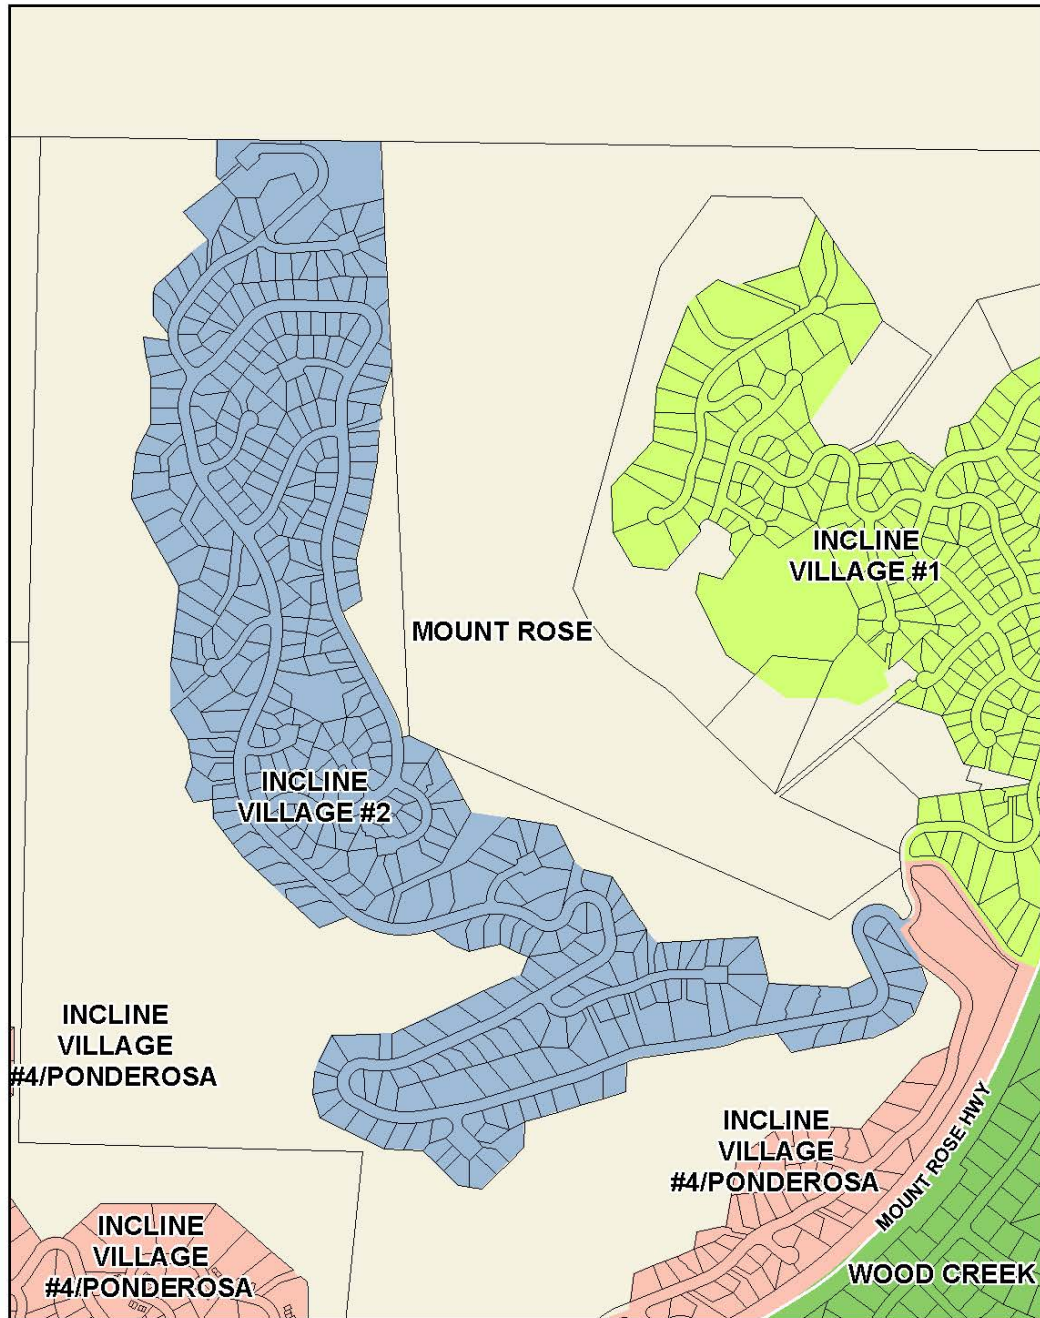 INCLINE
VILLAGE #1
MOUNT ROSE
INCLINE
VILLAGE #2
INCLINE
VILLAGE
#4/PONDEROSA
INCLINE
VILLAGE
#4/PONDEROSA
MOUNT ROSE HWY
INCLINE
VILLAGE
#4/PONDEROSA
WOOD CREEK